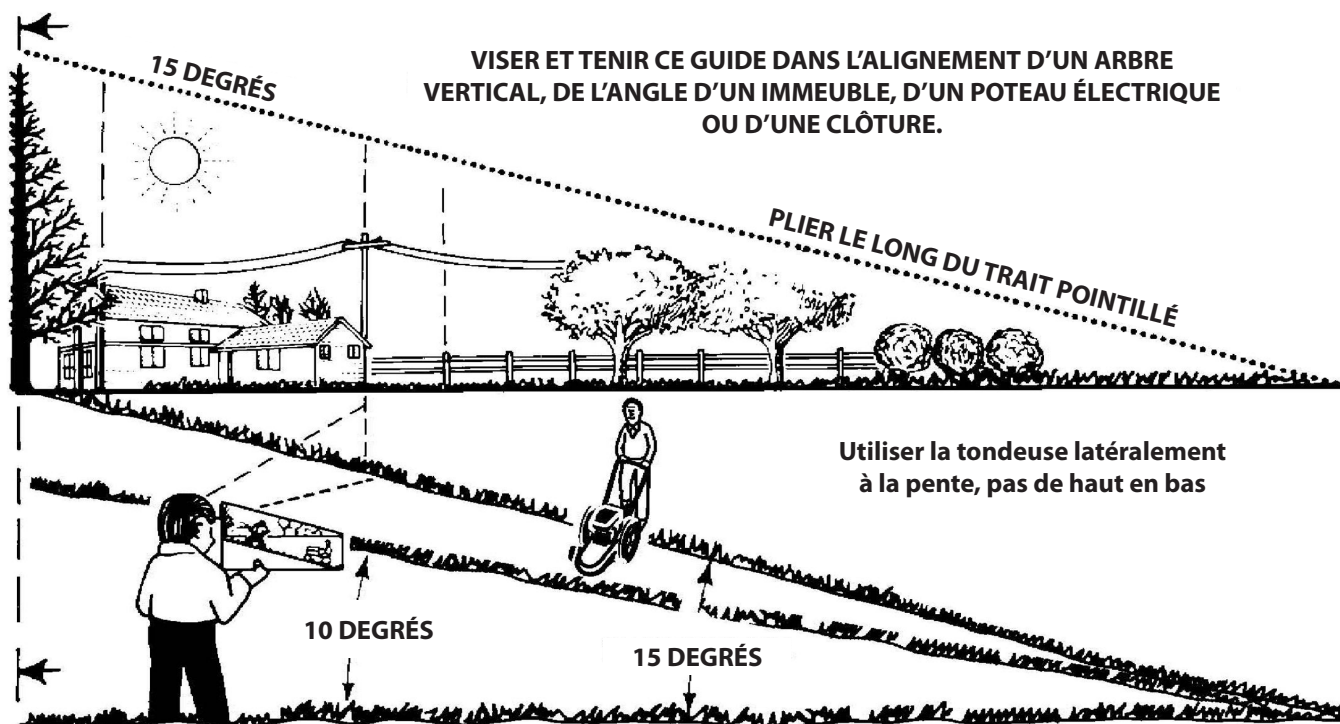 15 DEGRÉS
VISER ET TENIR CE GUIDE DANS L’ALIGNEMENT D’UN ARBRE
VERTICAL, DE L’ANGLE D’UN IMMEUBLE, D’UN POTEAU ÉLECTRIQUE
OU D’UNE CLÔTURE.
PLIER LE LONG DU TRAIT POINTILLÉ
Utiliser la tondeuse latéralement
à la pente, pas de haut en bas
10 DEGRÉS
15 DEGRÉS